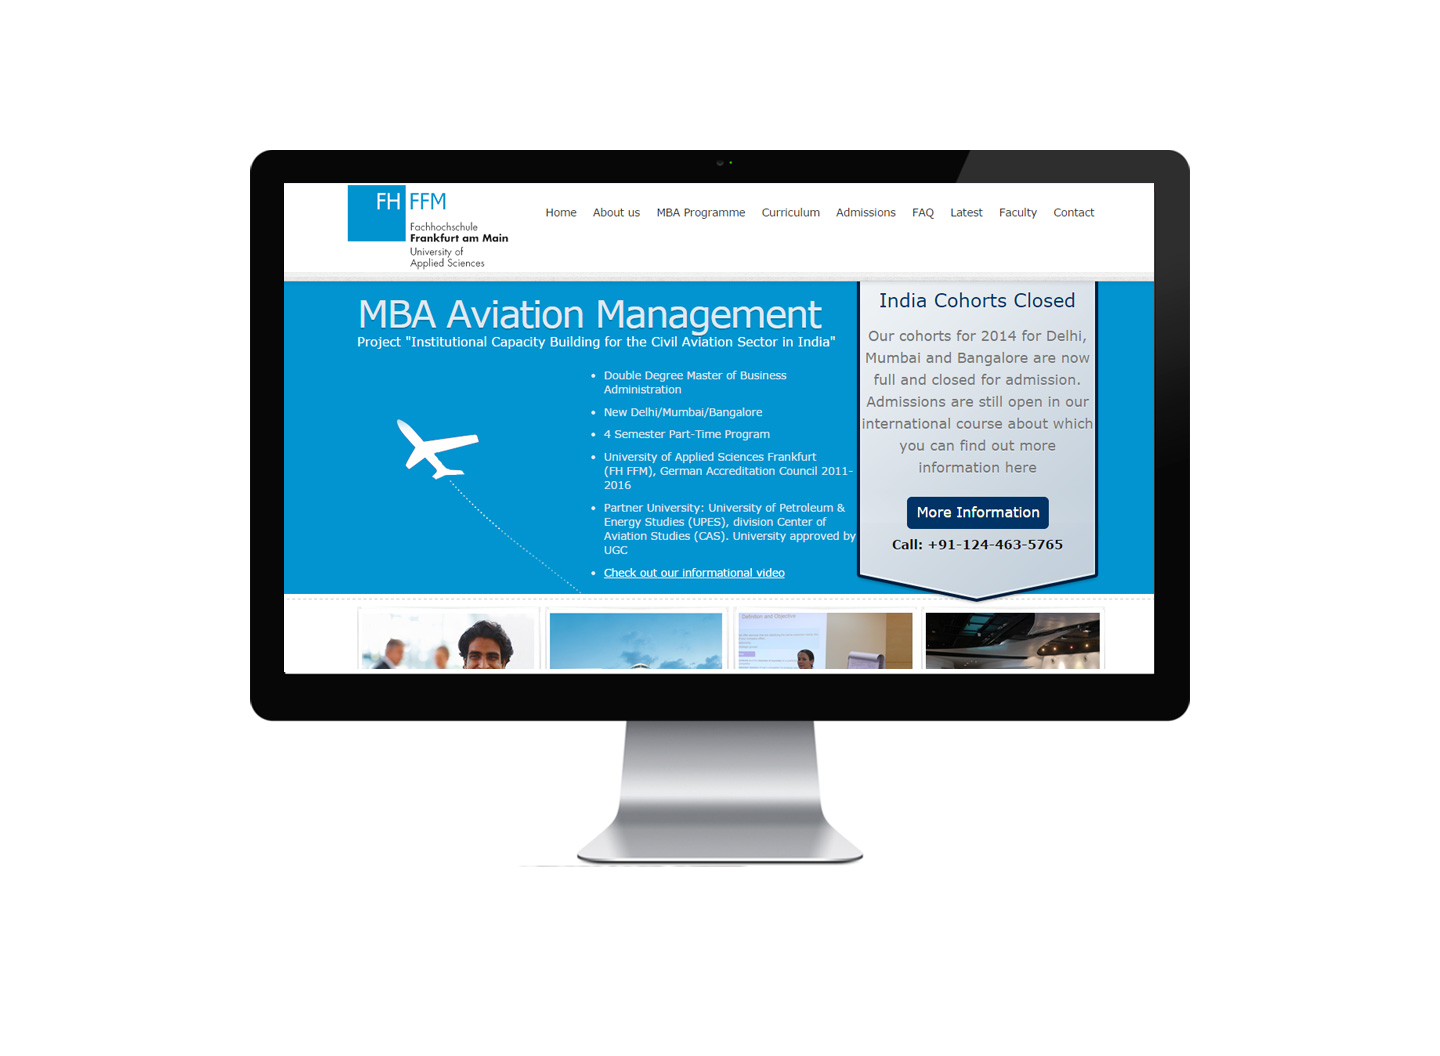 FH FFM
Fachhochschule
Frankfurt am Main
University of
Applied Sciences
Home About us MBA Programme Curriculum Admissions FAQ Latest Faculty Contact
MBA Aviation Management
Project "Institutional Capacity Building for the Civil Aviation Sector in India"
• Double Degree Master of Business
Administration
• New Delhi/Mumbai/Bangalore
• 4 Semester Part-Time Program
• University of Applied Sciences Frankfurt
(FH FFM), German Accreditation Council 2011-
2016
• Partner University: University of Petroleum &
Energy Studies (UPES), division Center of
Aviation Studies (CAS). University approved by
UGC
• Check out our informational video
India Cohorts Closed
Our cohorts for 2014 for Delhi,
Mumbai and Bangalore are now
full and closed for admission.
Admissions are still open in our
international course about which
you can find out more
information here
More Information
Call: +91-124-463-5765
Definition and Objective